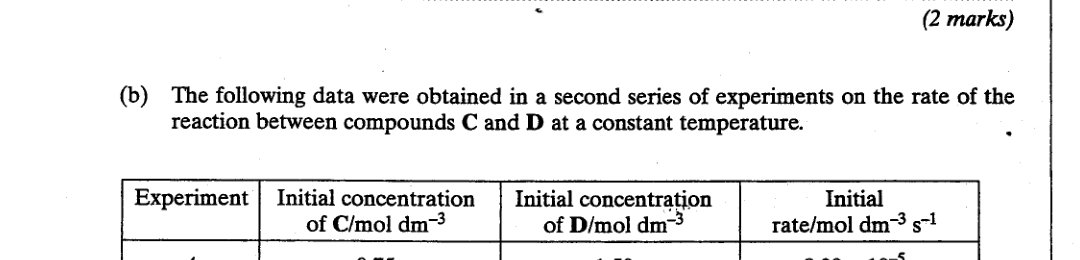 (2 marks)
(b) The following data were obtained in a second series of experiments on the rate of the
reaction between compounds C and D at a constant temperature.
Experiment Initial concentration of C/mol dm⁻³ Initial concentration of D/mol dm⁻³ Initial rate/mol dm⁻³ s⁻¹